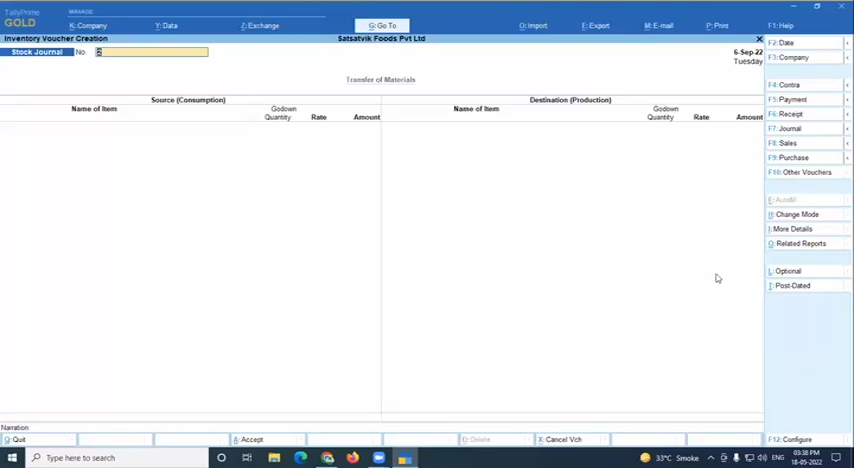 TallyPrime
GOLD
MANAGE
K: Company
Y: Data
Z: Exchange
G: Go To
O: Import
E: Export
M: E-mail
P: Print
F1: Help
Inventory Voucher Creation
Satsatvik Foods Pvt Ltd
Stock Journal No. 2
6-Sep-22
Tuesday
Transfer of Materials
Source (Consumption)
Destination (Production)
Name of Item
Godown
Quantity Rate Amount
Name of Item
Godown
Quantity Rate Amount
F2: Date
F3: Company
F4: Contra
F5: Payment
F6: Receipt
F7: Journal
F8: Sales
F9: Purchase
F10: Other Vouchers
E: Autofill
H: Change Mode
I: More Details
O: Related Reports
L: Optional
T: Post-Dated
Narration
Q: Quit
A: Accept
D: Delete
X: Cancel Vch
F12: Configure
Type here to search
33°C Smoke
ENG
03:38 PM
18-05-2022